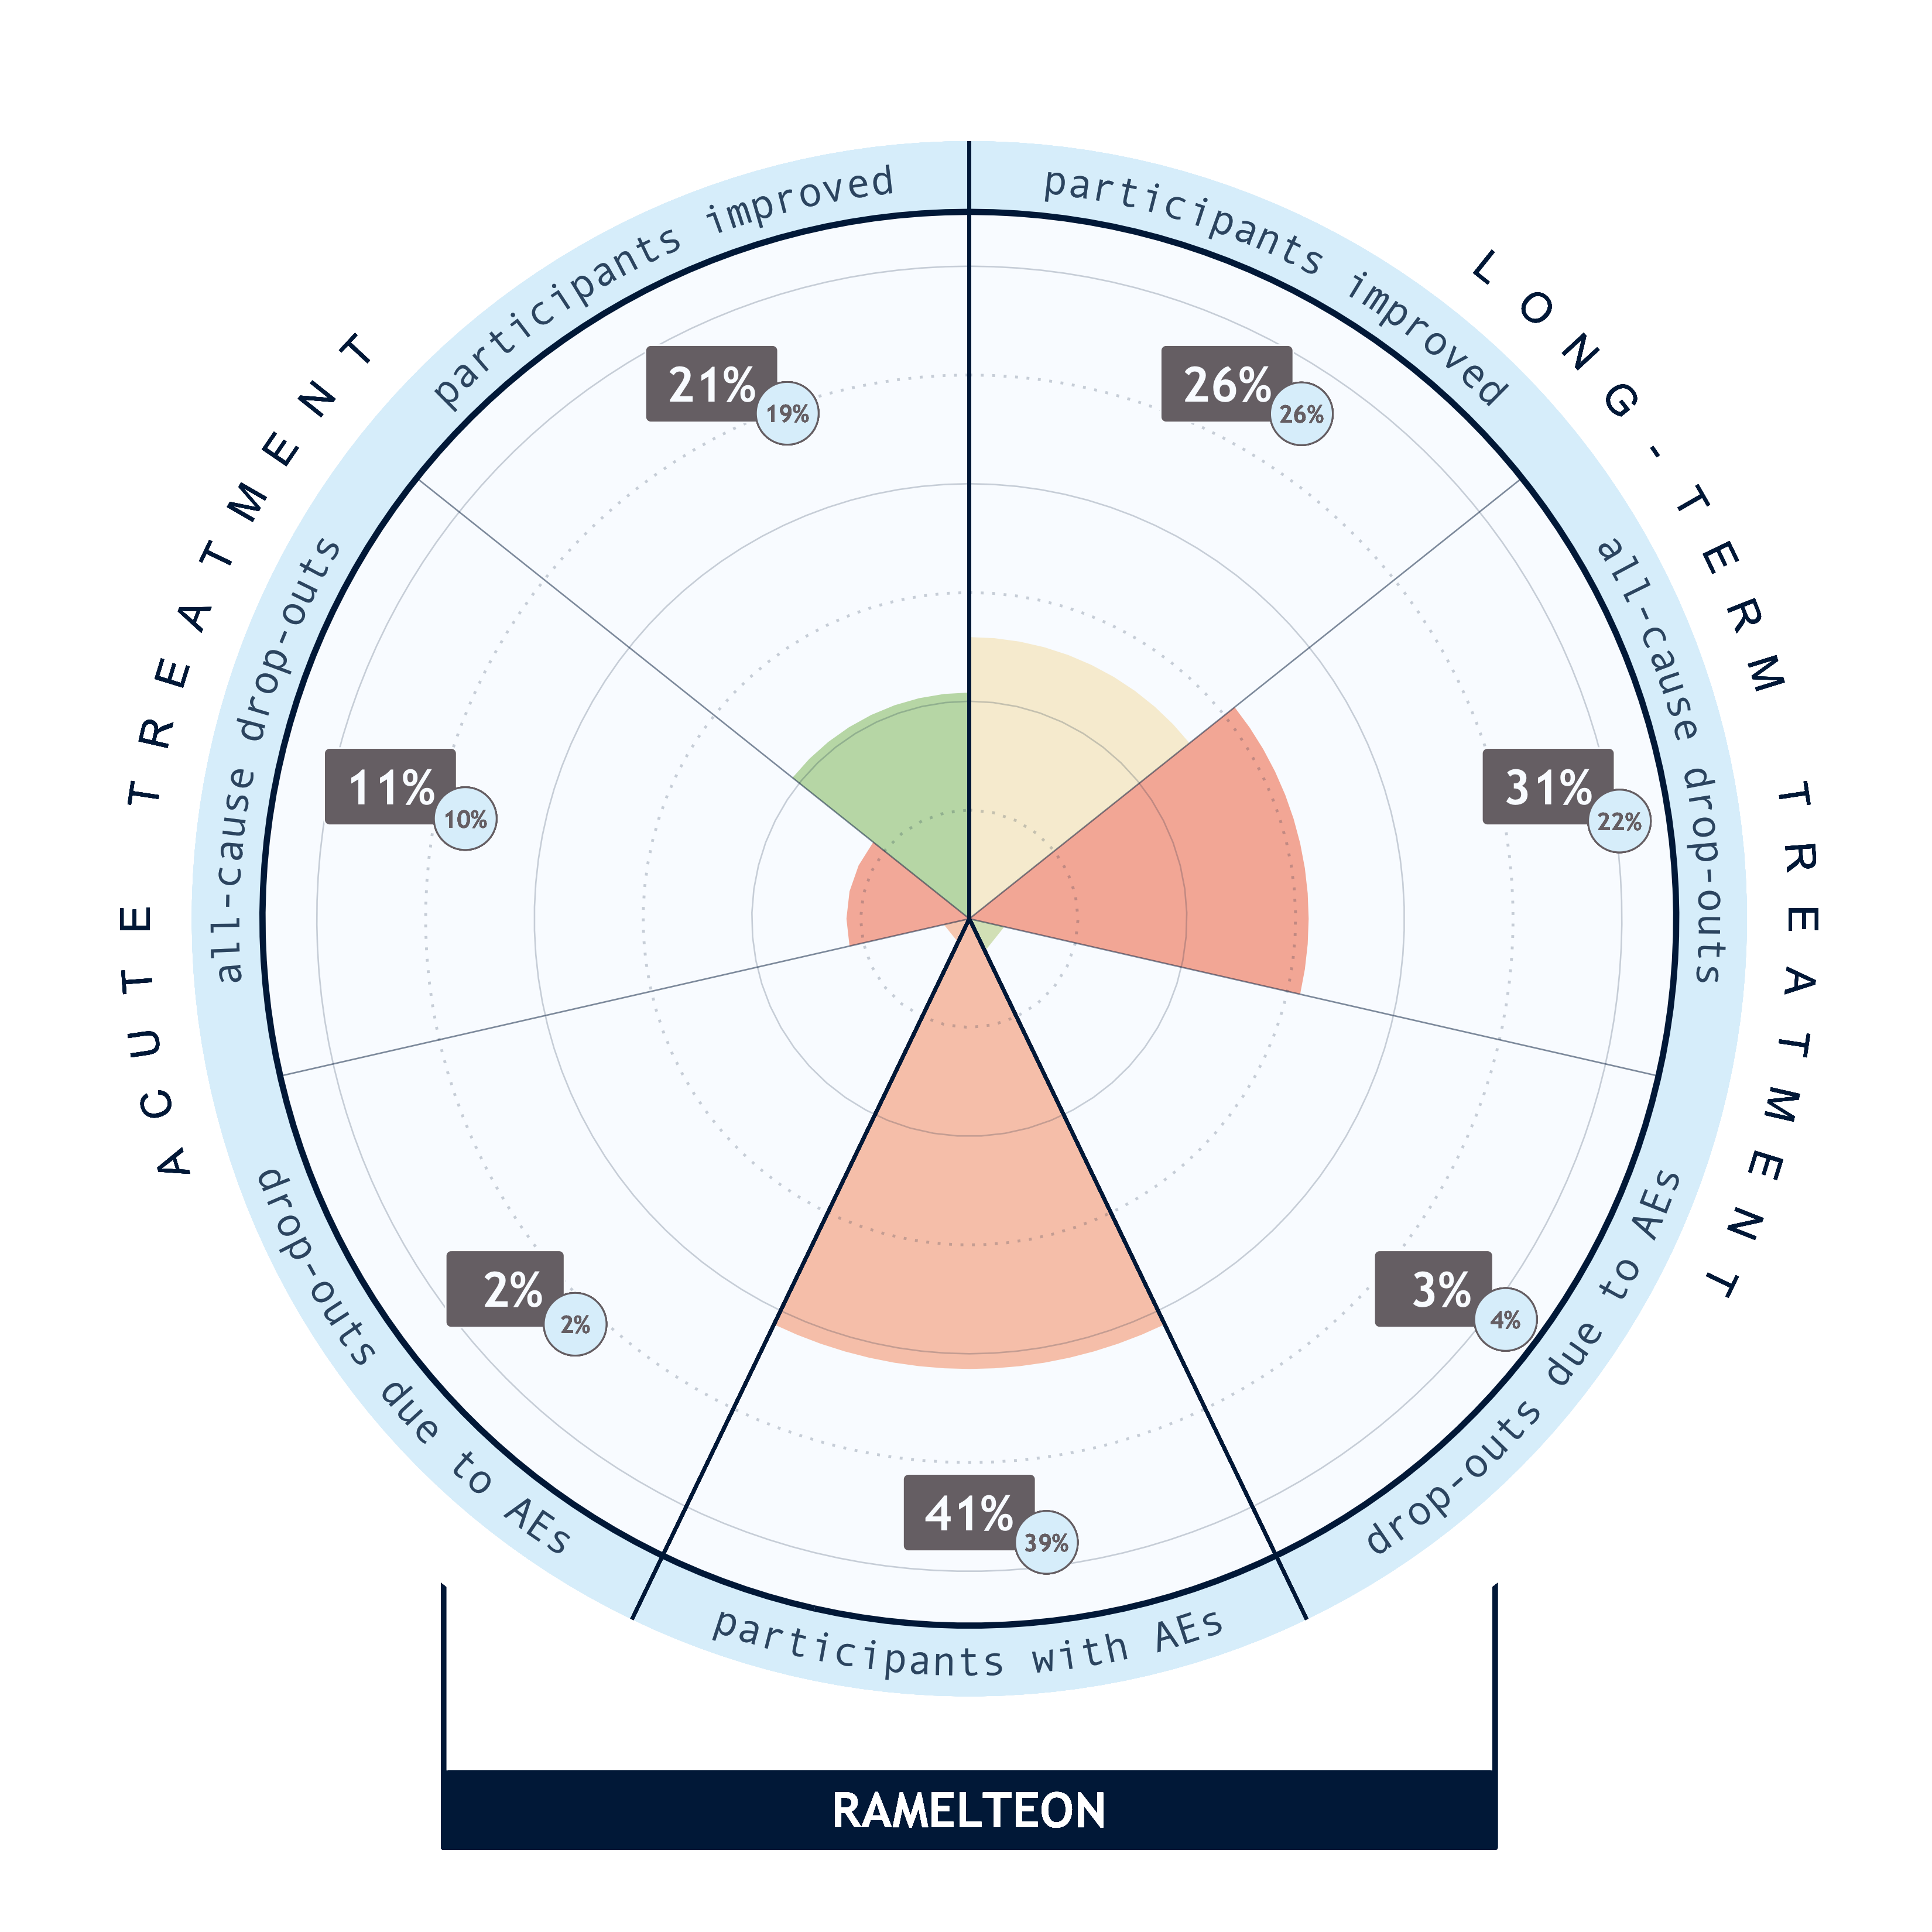 ACUTE TREATMENT
LONG-TERM TREATMENT
participants improved
21%
19%
participants improved
26%
26%
all-cause drop-outs
11%
10%
all-cause drop-outs
31%
22%
drop-outs due to AEs
2%
2%
drop-outs due to AEs
3%
4%
41%
39%
participants with AEs
RAMELTEON